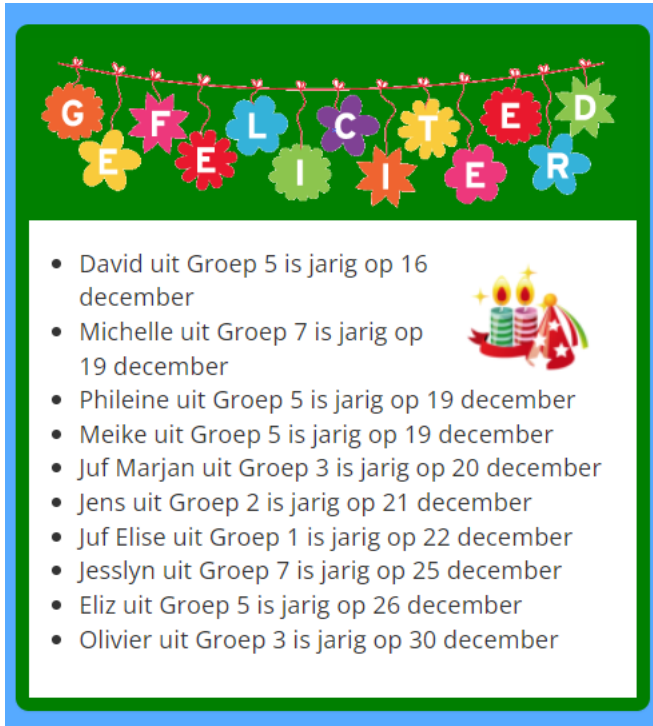 GEFELICITEERD
• David uit Groep 5 is jarig op 16
december
• Michelle uit Groep 7 is jarig op
19 december
• Phileine uit Groep 5 is jarig op 19 december
• Meike uit Groep 5 is jarig op 19 december
• Juf Marjan uit Groep 3 is jarig op 20 december
• Jens uit Groep 2 is jarig op 21 december
• Juf Elise uit Groep 1 is jarig op 22 december
• Jesslyn uit Groep 7 is jarig op 25 december
• Eliz uit Groep 5 is jarig op 26 december
• Olivier uit Groep 3 is jarig op 30 december